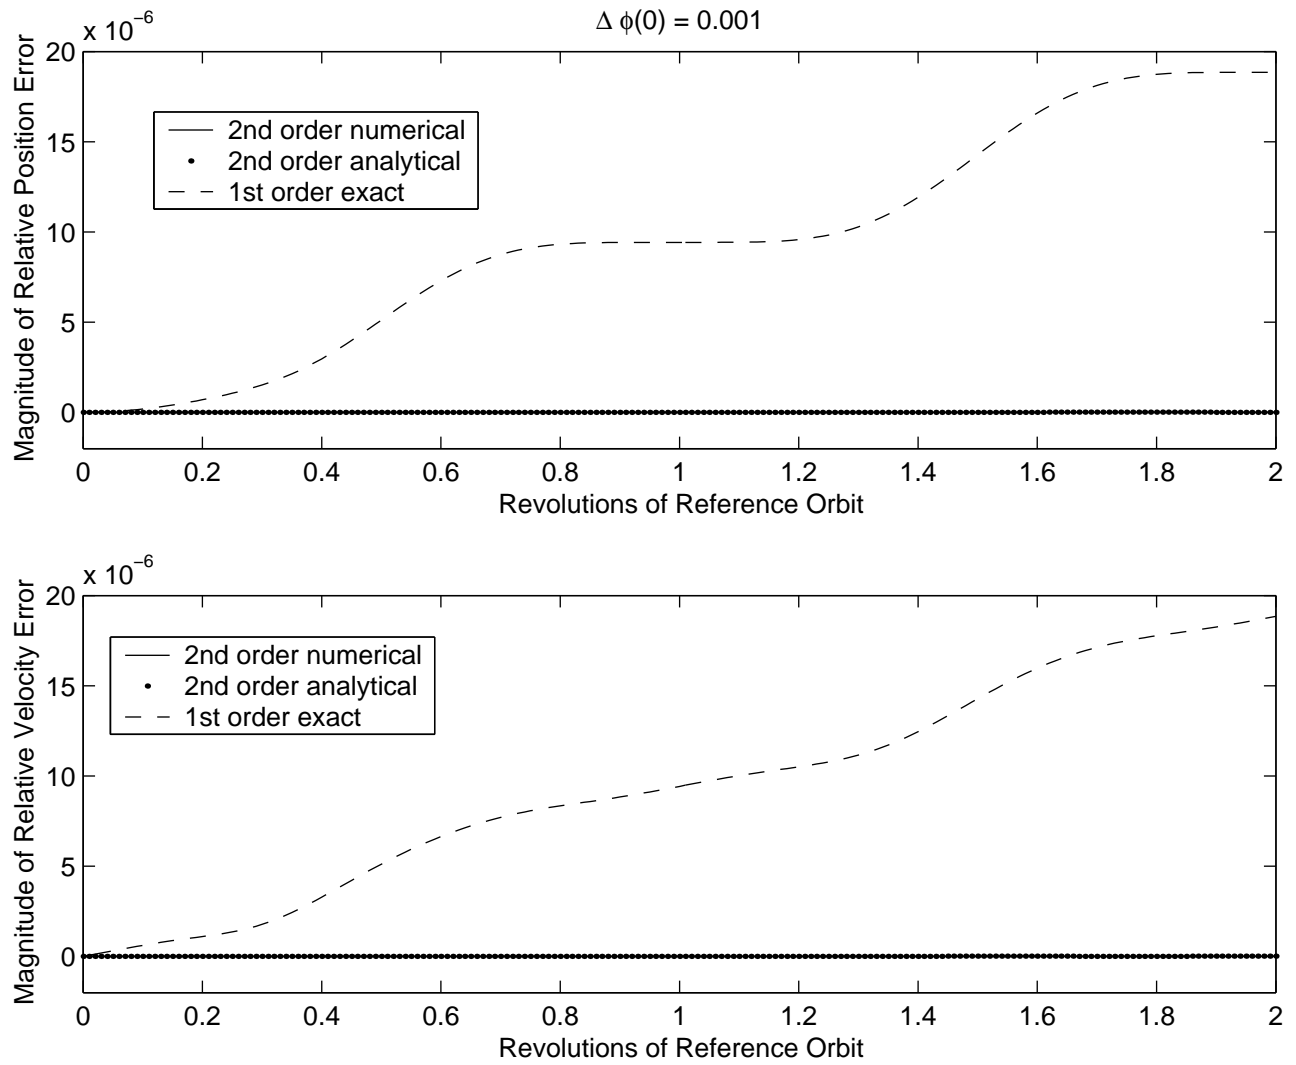 Δ φ(0) = 0.001
x 10−6
20
15
10
5
0
Magnitude of Relative Position Error
2nd order numerical
2nd order analytical
1st order exact
0 0.2 0.4 0.6 0.8 1 1.2 1.4 1.6 1.8 2
Revolutions of Reference Orbit
x 10−6
20
15
10
5
0
Magnitude of Relative Velocity Error
2nd order numerical
2nd order analytical
1st order exact
0 0.2 0.4 0.6 0.8 1 1.2 1.4 1.6 1.8 2
Revolutions of Reference Orbit